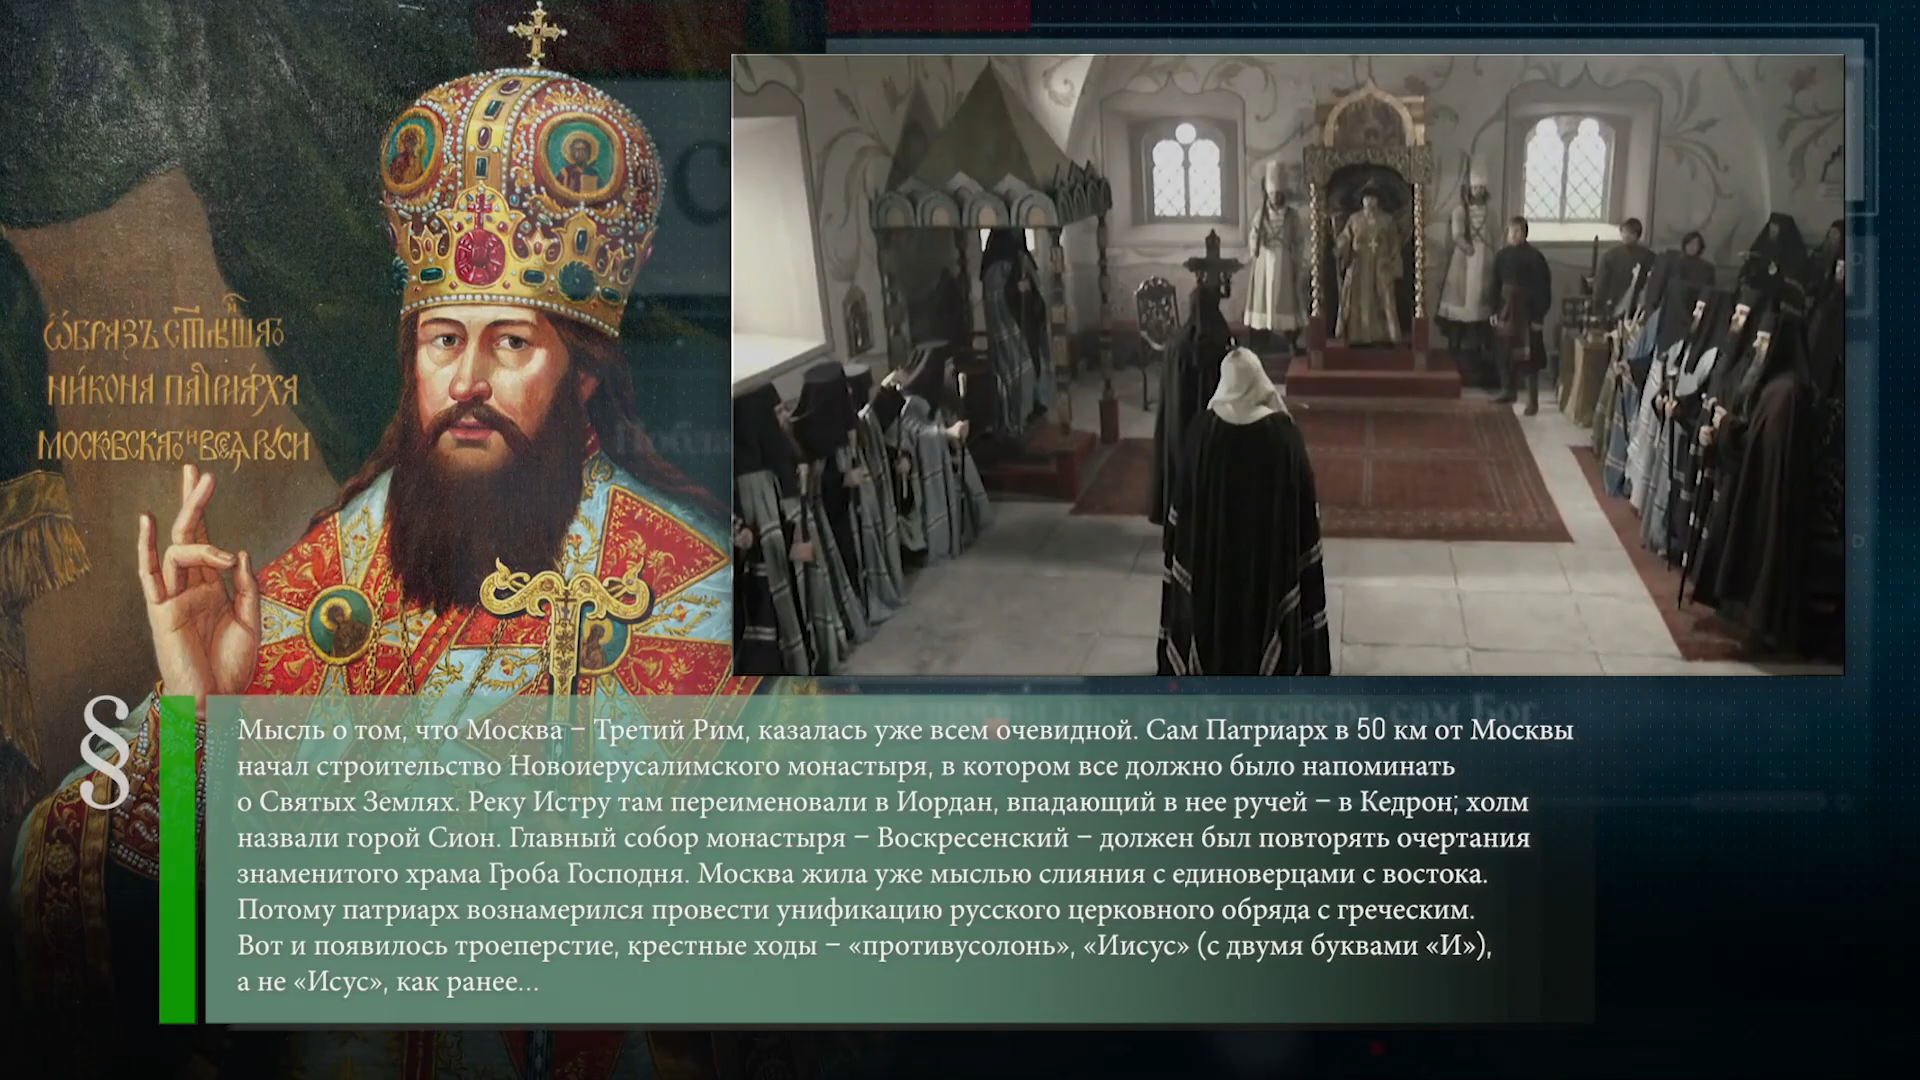 ѠБРАЗЪ СТ҃ѢЙШАГО
НИКОНА ПАТРИАРХА
МОСКОВСКАГО И ВСЕѦ РУСИ
§
Мысль о том, что Москва – Третий Рим, казалась уже всем очевидной. Сам Патриарх в 50 км от Москвы
начал строительство Новоиерусалимского монастыря, в котором все должно было напоминать
о Святых Землях. Реку Истру там переименовали в Иордан, впадающий в нее ручей – в Кедрон; холм
назвали горой Сион. Главный собор монастыря – Воскресенский – должен был повторять очертания
знаменитого храма Гроба Господня. Москва жила уже мыслью слияния с единоверцами с востока.
Потому патриарх вознамерился провести унификацию русского церковного обряда с греческим.
Вот и появилось троеперстие, крестные ходы – «противусолонь», «Иисус» (с двумя буквами «И»),
а не «Исус», как ранее...